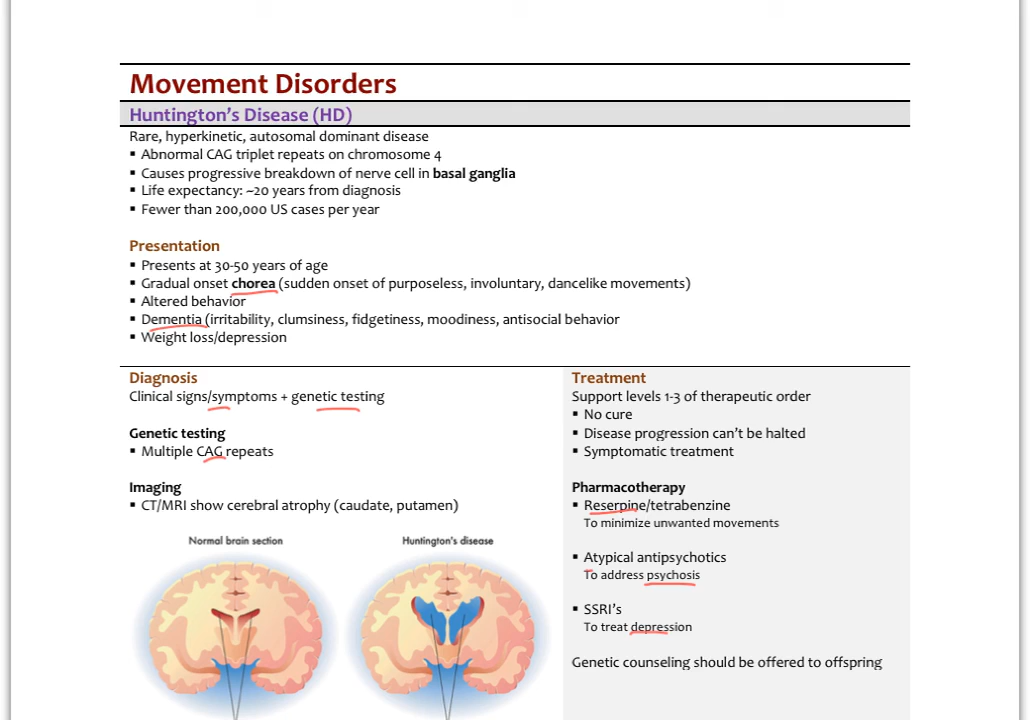 Movement Disorders
Huntington's Disease (HD)
Rare, hyperkinetic, autosomal dominant disease
▪ Abnormal CAG triplet repeats on chromosome 4
▪ Causes progressive breakdown of nerve cell in basal ganglia
▪ Life expectancy: ~20 years from diagnosis
▪ Fewer than 200,000 US cases per year
Presentation
▪ Presents at 30-50 years of age
▪ Gradual onset chorea (sudden onset of purposeless, involuntary, dancelike movements)
▪ Altered behavior
▪ Dementia (irritability, clumsiness, fidgetiness, moodiness, antisocial behavior
▪ Weight loss/depression
Diagnosis
Clinical signs/symptoms + genetic testing
Genetic testing
▪ Multiple CAG repeats
Imaging
▪ CT/MRI show cerebral atrophy (caudate, putamen)
Normal brain section
Huntington's disease
Treatment
Support levels 1-3 of therapeutic order
▪ No cure
▪ Disease progression can't be halted
▪ Symptomatic treatment
Pharmacotherapy
▪ Reserpine/tetrabenzine
To minimize unwanted movements
▪ Atypical antipsychotics
To address psychosis
▪ SSRI's
To treat depression
Genetic counseling should be offered to offspring